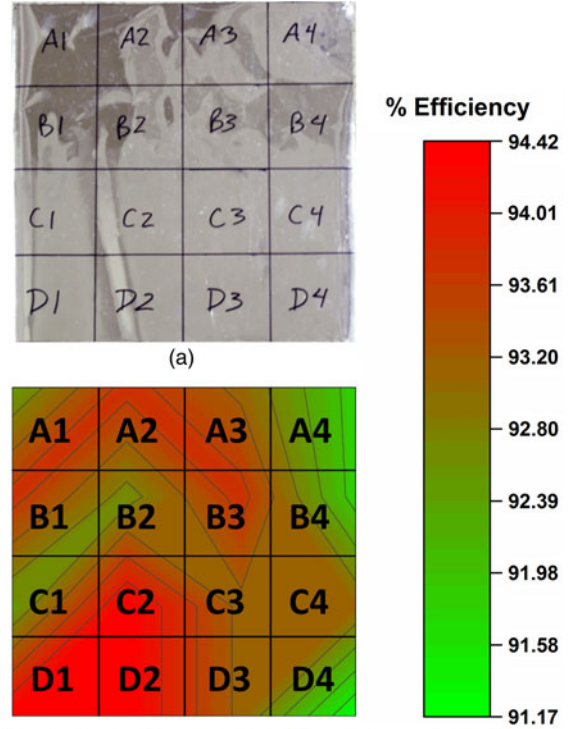 A1 A2 A3 A4
B1 B2 B3 B4
C1 C2 C3 C4
D1 D2 D3 D4
(a)
A1 A2 A3 A4
B1 B2 B3 B4
C1 C2 C3 C4
D1 D2 D3 D4
% Efficiency
94.42
94.01
93.61
93.20
92.80
92.39
91.98
91.58
91.17